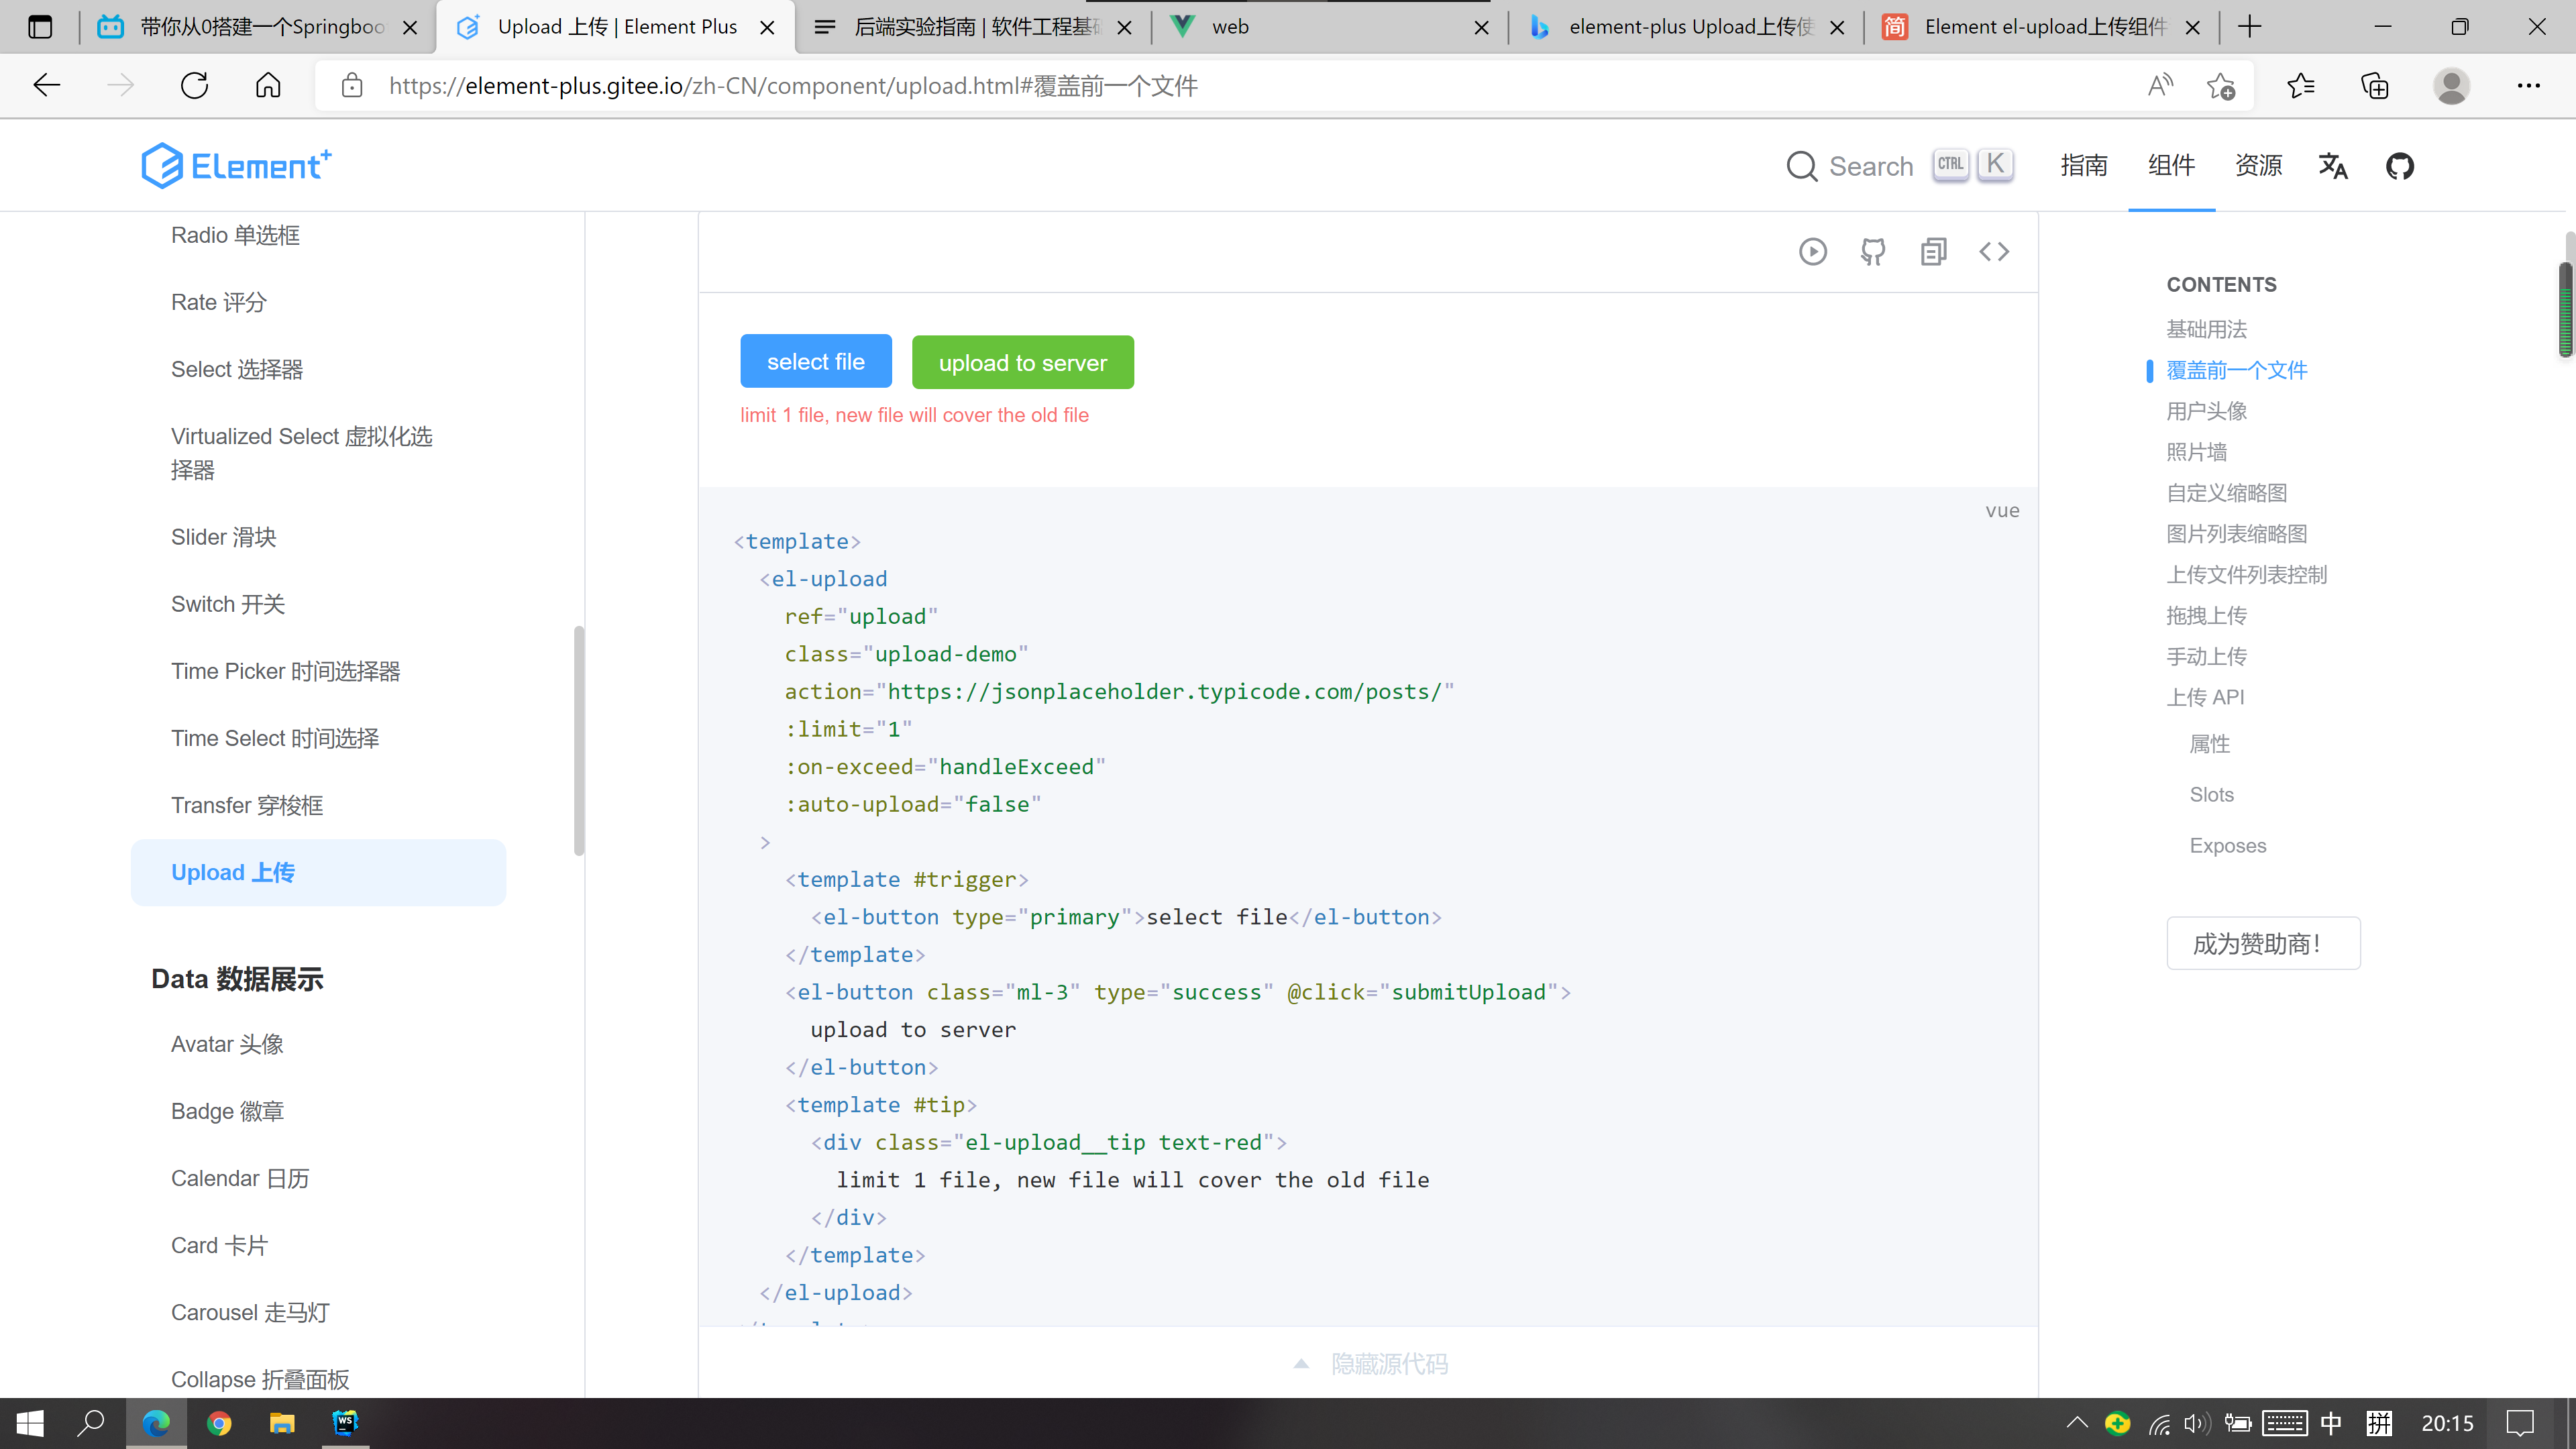 带你从0搭建一个Springboo
Upload 上传 | Element Plus
后端实验指南 | 软件工程基础
web
element-plus Upload上传使
Element el-upload上传组件
https://element-plus.gitee.io/zh-CN/component/upload.html#覆盖前一个文件
Element+
Search CTRL K
指南
组件
资源
Radio 单选框
Rate 评分
Select 选择器
Virtualized Select 虚拟化选
择器
Slider 滑块
Switch 开关
Time Picker 时间选择器
Time Select 时间选择
Transfer 穿梭框
Upload 上传
Data 数据展示
Avatar 头像
Badge 徽章
Calendar 日历
Card 卡片
Carousel 走马灯
Collapse 折叠面板
select file
upload to server
limit 1 file, new file will cover the old file
vue
<template>
<el-upload
ref="upload"
class="upload-demo"
action="https://jsonplaceholder.typicode.com/posts/"
:limit="1"
:on-exceed="handleExceed"
:auto-upload="false"
>
<template #trigger>
<el-button type="primary">select file</el-button>
</template>
<el-button class="ml-3" type="success" @click="submitUpload">
upload to server
</el-button>
<template #tip>
<div class="el-upload__tip text-red">
limit 1 file, new file will cover the old file
</div>
</template>
</el-upload>
隐藏源代码
CONTENTS
基础用法
覆盖前一个文件
用户头像
照片墙
自定义缩略图
图片列表缩略图
上传文件列表控制
拖拽上传
手动上传
上传 API
属性
Slots
Exposes
成为赞助商！
WS
中
拼
20:15